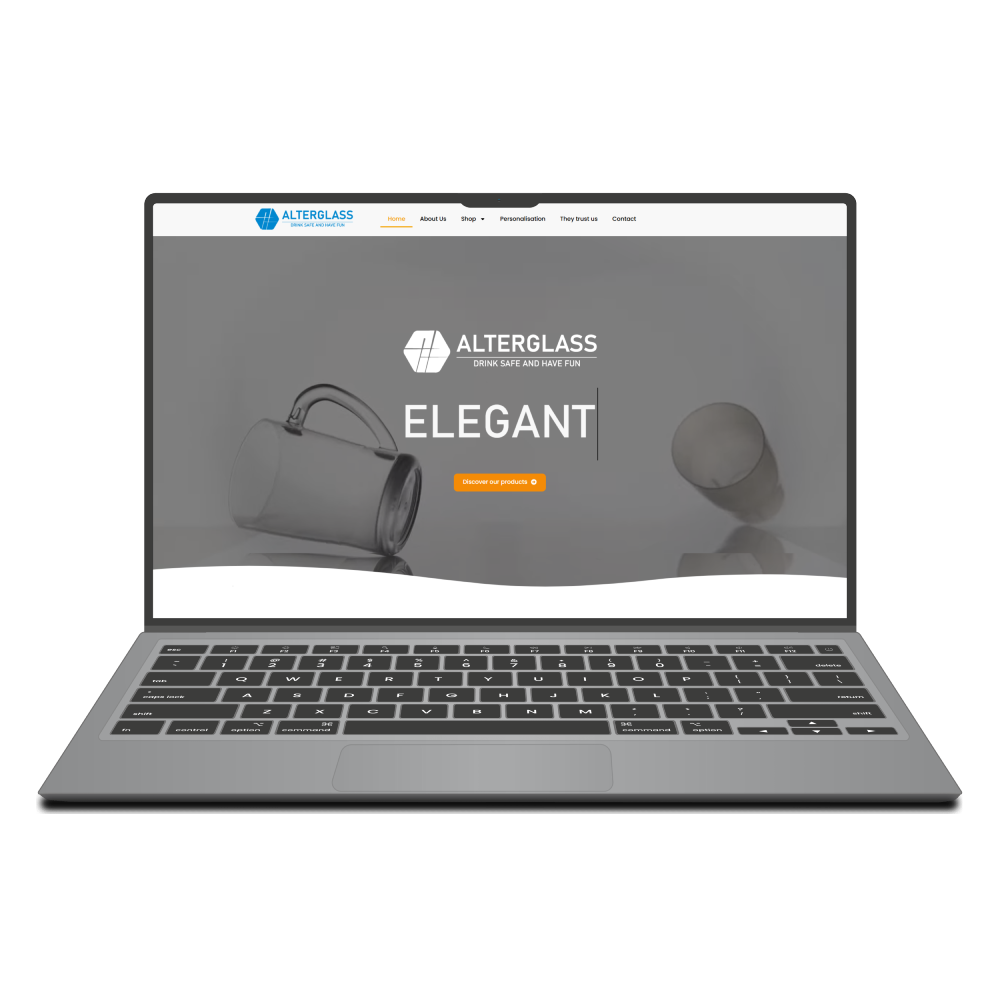 ALTERGLASS
DRINK SAFE AND HAVE FUN
Home About Us Shop Personalisation They trust us Contact
ALTERGLASS
DRINK SAFE AND HAVE FUN
ELEGANT
Discover our products
esc F1 F2 F3 F4 F5 F6 F7 F8 F9 F10 F11 F12
1 2 3 4 5 6 7 8 9 0 delete
tab Q W E R T Y U I O P
caps lock A S D F G H J K L return
shift Z X C V B N M shift
fn control option command command option